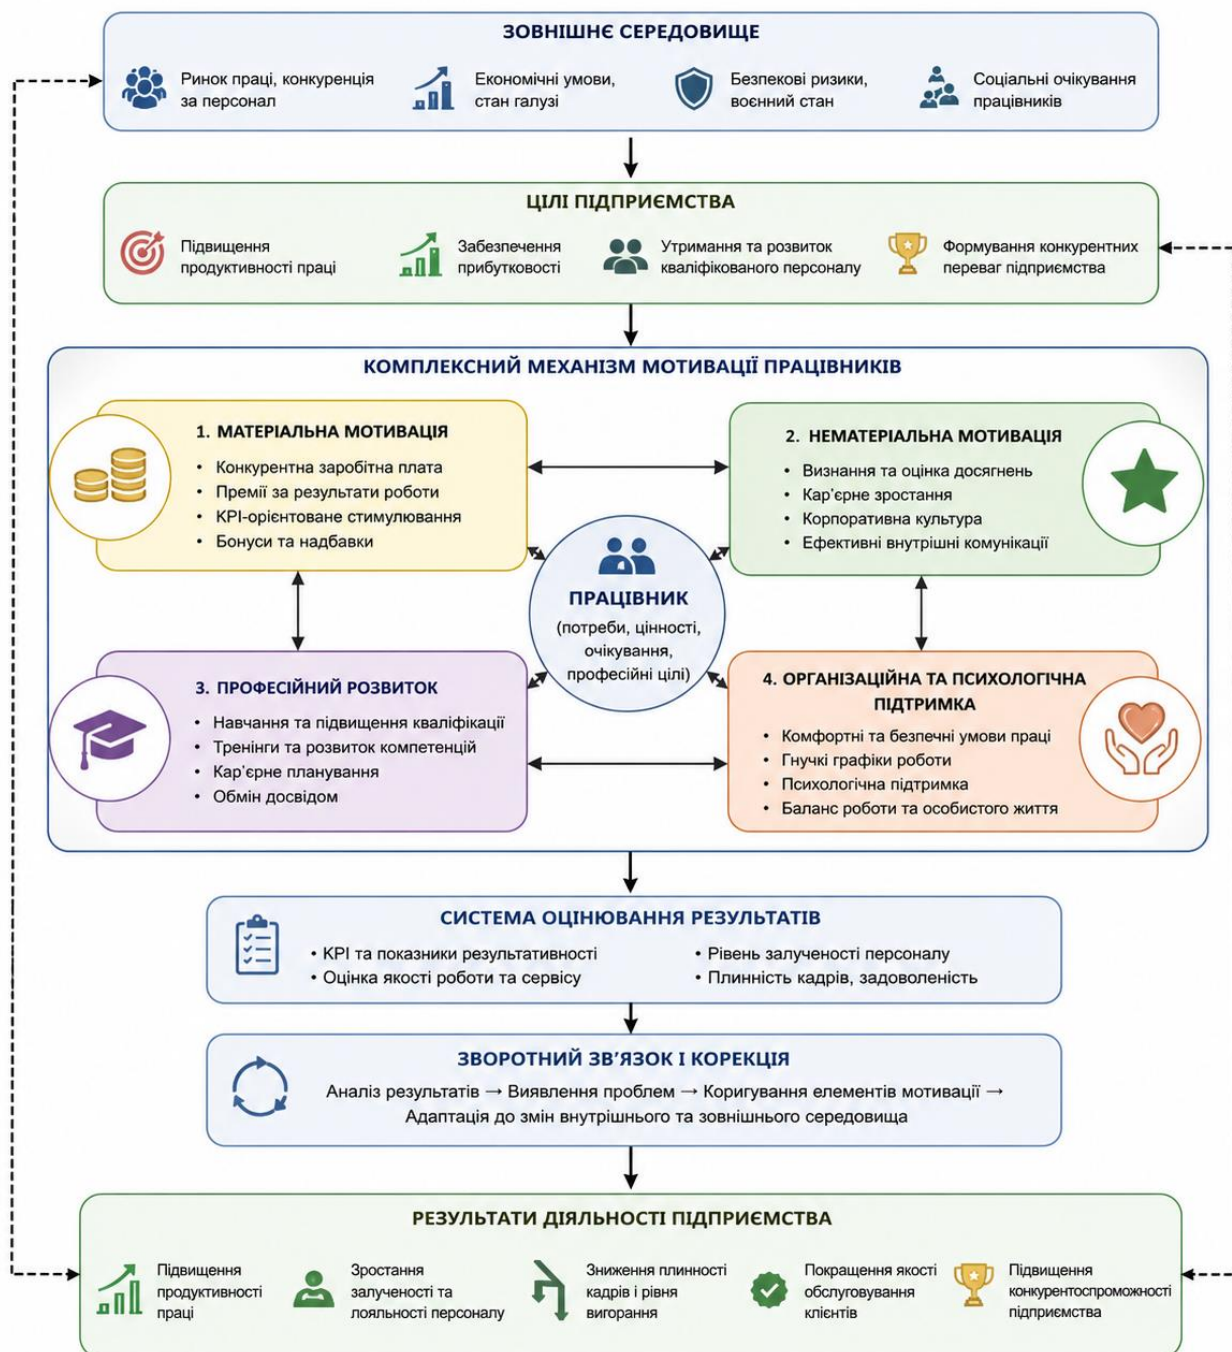 ЗОВНІШНЄ СЕРЕДОВИЩЕ
Ринок праці, конкуренція
за персонал
Економічні умови,
стан галузі
Безпекові ризики,
воєнний стан
Соціальні очікування
працівників
ЦІЛІ ПІДПРИЄМСТВА
Підвищення
продуктивності праці
Забезпечення
прибутковості
Утримання та розвиток
кваліфікованого персоналу
Формування конкурентних
переваг підприємства
КОМПЛЕКСНИЙ МЕХАНІЗМ МОТИВАЦІЇ ПРАЦІВНИКІВ
1. МАТЕРІАЛЬНА МОТИВАЦІЯ
• Конкурентна заробітна плата
• Премії за результати роботи
• KPI-орієнтоване стимулювання
• Бонуси та надбавки
2. НЕМАТЕРІАЛЬНА МОТИВАЦІЯ
• Визнання та оцінка досягнень
• Кар'єрне зростання
• Корпоративна культура
• Ефективні внутрішні комунікації
ПРАЦІВНИК
(потреби, цінності,
очікування,
професійні цілі)
3. ПРОФЕСІЙНИЙ РОЗВИТОК
• Навчання та підвищення кваліфікації
• Тренінги та розвиток компетенцій
• Кар'єрне планування
• Обмін досвідом
4. ОРГАНІЗАЦІЙНА ТА ПСИХОЛОГІЧНА
ПІДТРИМКА
• Комфортні та безпечні умови праці
• Гнучкі графіки роботи
• Психологічна підтримка
• Баланс роботи та особистого життя
СИСТЕМА ОЦІНЮВАННЯ РЕЗУЛЬТАТІВ
• KPI та показники результативності
• Оцінка якості роботи та сервісу
• Рівень залученості персоналу
• Плинність кадрів, задоволеність
ЗВОРОТНИЙ ЗВ'ЯЗОК І КОРЕКЦІЯ
Аналіз результатів → Виявлення проблем → Коригування елементів мотивації →
Адаптація до змін внутрішнього та зовнішнього середовища
РЕЗУЛЬТАТИ ДІЯЛЬНОСТІ ПІДПРИЄМСТВА
Підвищення
продуктивності
праці
Зростання
залученості та
лояльності персоналу
Зниження плинності
кадрів і рівня
вигорання
Покращення якості
обслуговування
клієнтів
Підвищення
конкурентоспроможності
підприємства